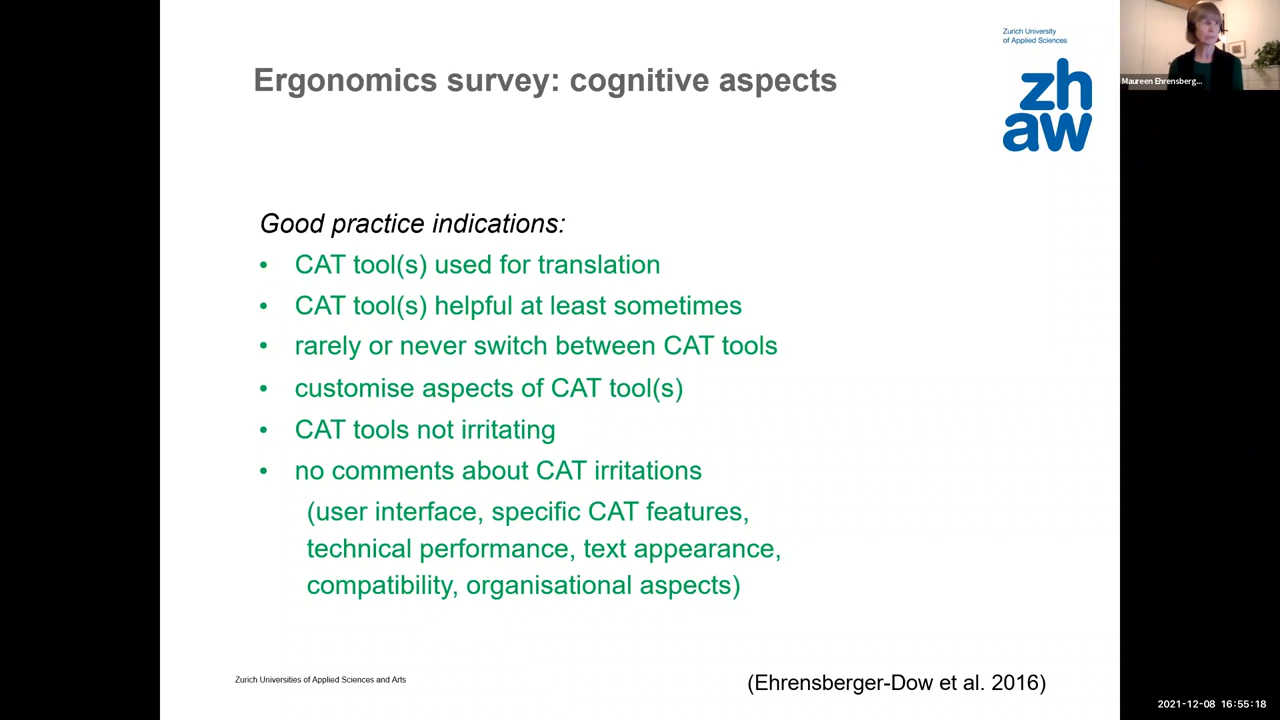 Zurich University
of Applied Sciences
zh
aw
Maureen Ehrensberg...
Ergonomics survey: cognitive aspects
Good practice indications:
• CAT tool(s) used for translation
• CAT tool(s) helpful at least sometimes
• rarely or never switch between CAT tools
• customise aspects of CAT tool(s)
• CAT tools not irritating
• no comments about CAT irritations
(user interface, specific CAT features,
technical performance, text appearance,
compatibility, organisational aspects)
Zurich Universities of Applied Sciences and Arts
(Ehrensberger-Dow et al. 2016)
2021-12-08 16:55:18